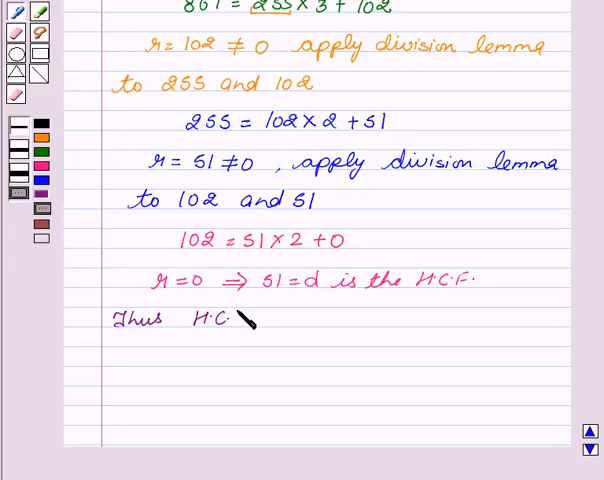 867 = 255 × 3 + 102
r = 102 ≠ 0 apply division lemma
to 255 and 102
255 = 102 × 2 + 51
r = 51 ≠ 0, apply division lemma
to 102 and 51
102 = 51 × 2 + 0
r = 0 ⇒ 51 = d is the H.C.F.
Thus H.C.